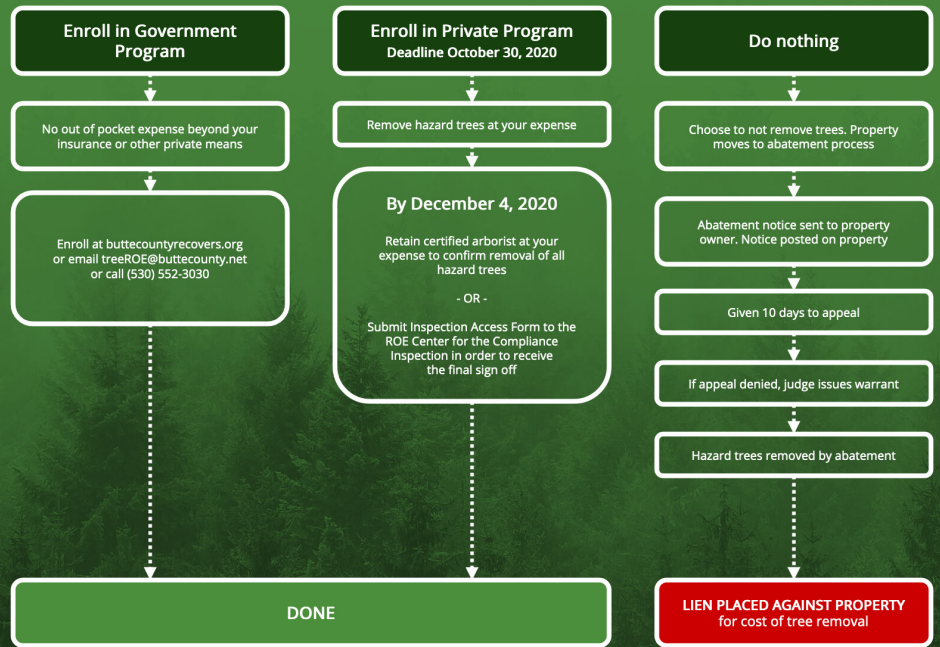 Enroll in Government
Program
No out of pocket expense beyond your
insurance or other private means
Enroll at buttecountyrecovers.org
or email treeROE@buttecounty.net
or call (530) 552-3030
Enroll in Private Program
Deadline October 30, 2020
Remove hazard trees at your expense
By December 4, 2020
Retain certified arborist at your
expense to confirm removal of all
hazard trees
- OR -
Submit Inspection Access Form to the
ROE Center for the Compliance
Inspection in order to receive
the final sign off
DONE
Do nothing
Choose to not remove trees. Property
moves to abatement process
Abatement notice sent to property
owner. Notice posted on property
Given 10 days to appeal
If appeal denied, judge issues warrant
Hazard trees removed by abatement
LIEN PLACED AGAINST PROPERTY
for cost of tree removal